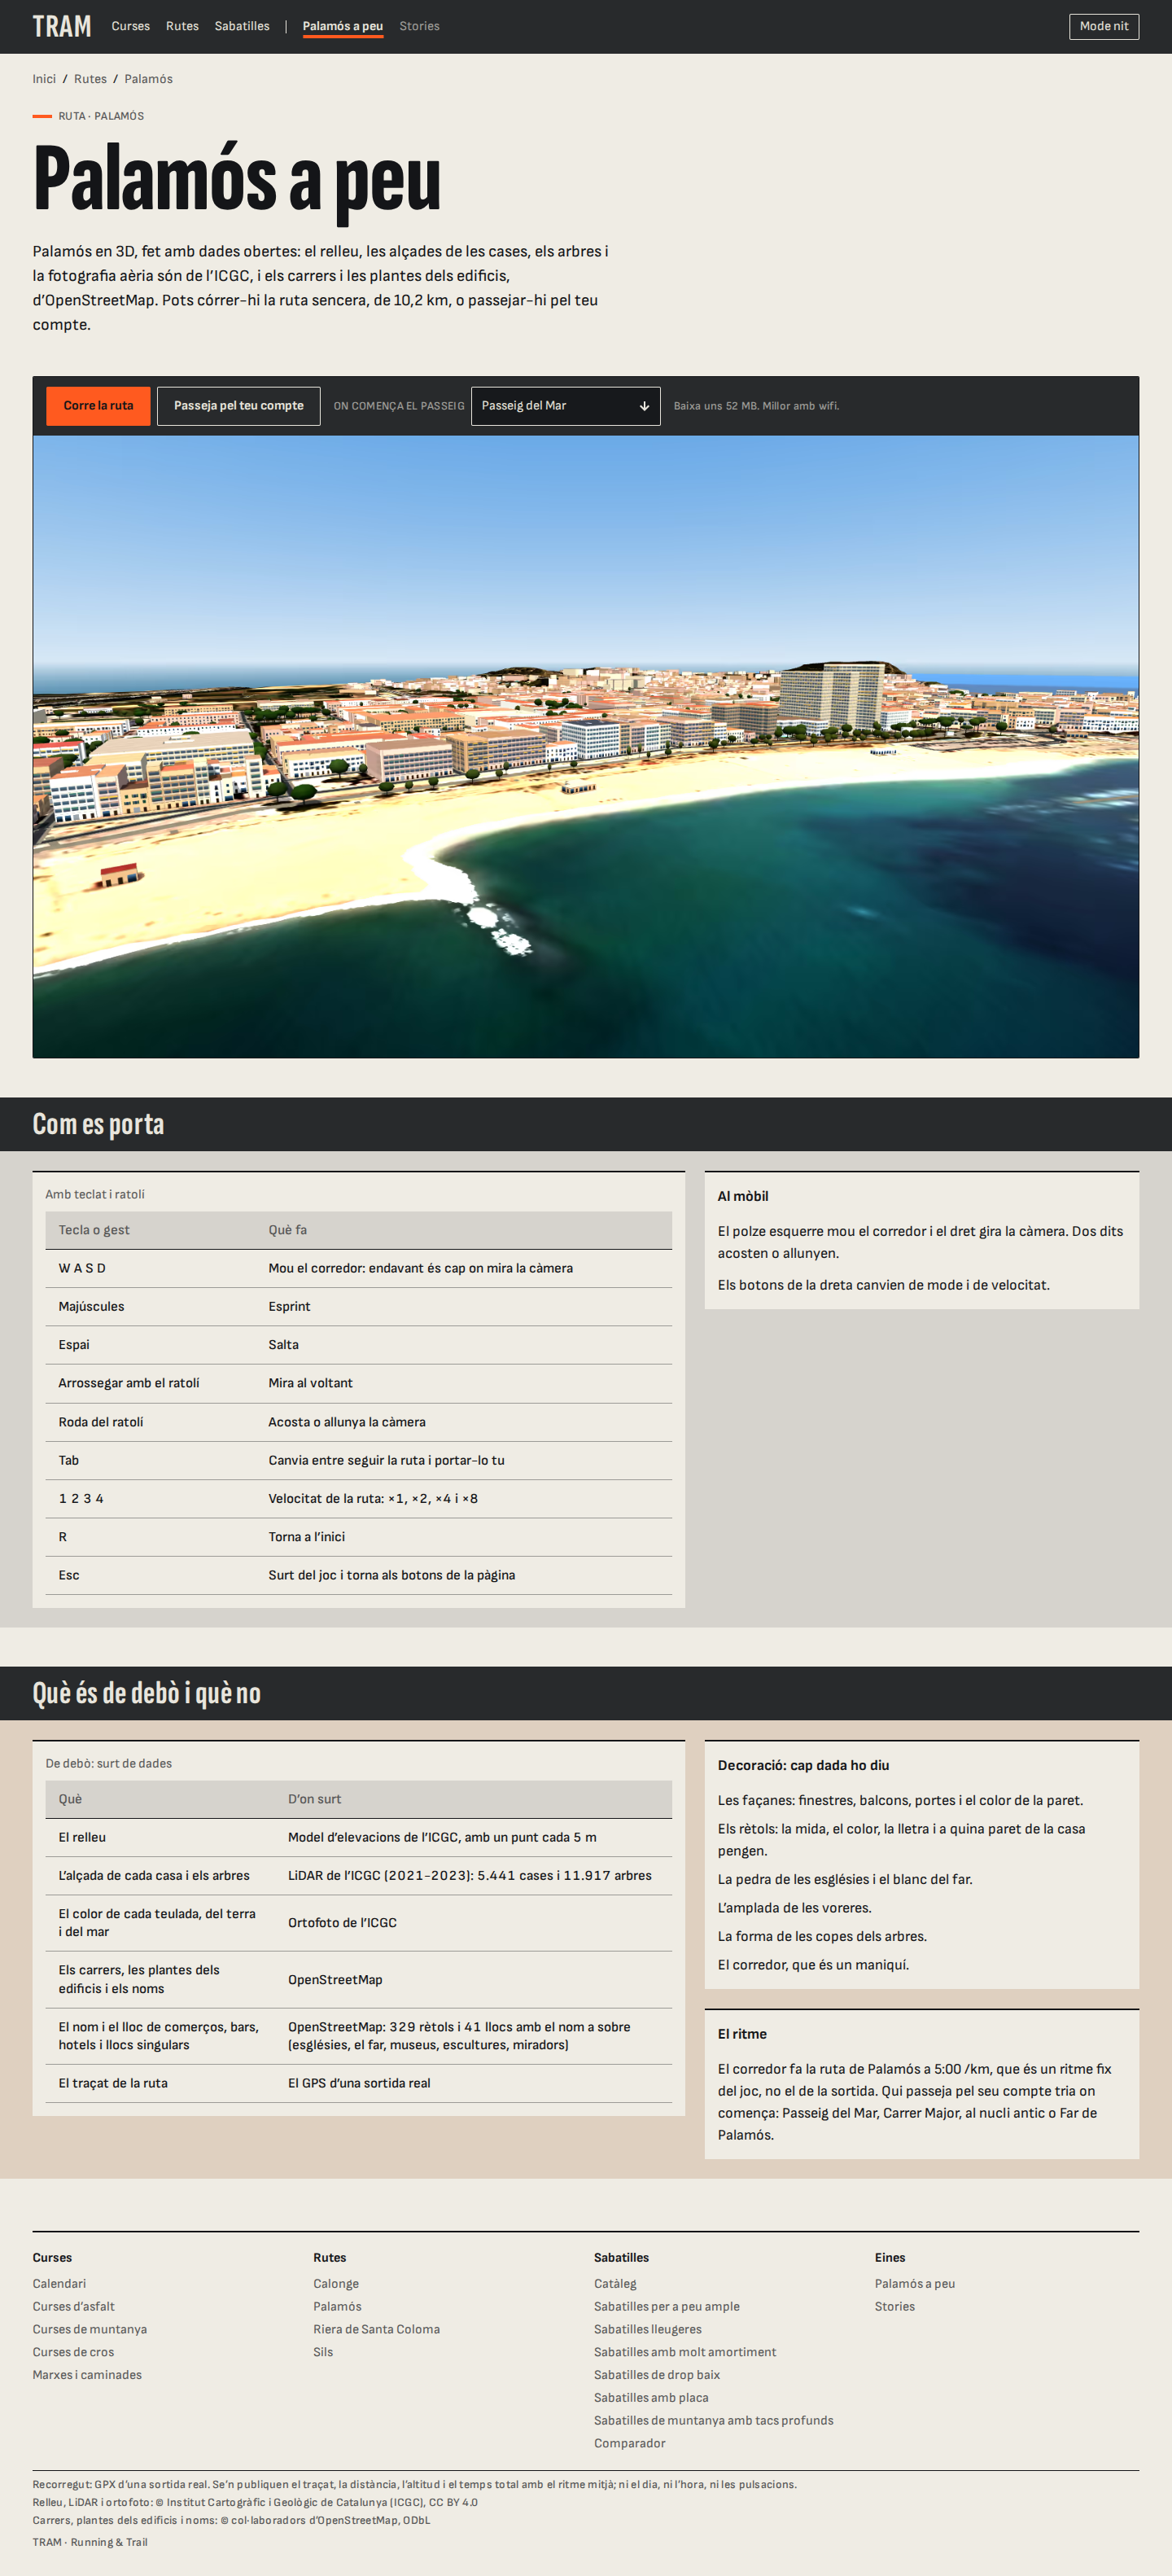 TRAM Curses Rutes Sabatilles | Palamós a peu Stories Mode nit
Inici / Rutes / Palamós
RUTA · PALAMÓS
Palamós a peu
Palamós en 3D, fet amb dades obertes: el relleu, les alçades de les cases, els arbres i
la fotografia aèria són de l’ICGC, i els carrers i les plantes dels edificis,
d’OpenStreetMap. Pots córrer-hi la ruta sencera, de 10,2 km, o passejar-hi pel teu
compte.
Corre la ruta Passeja pel teu compte ON COMENÇA EL PASSEIG Passeig del Mar Baixa uns 52 MB. Millor amb wifi.
Com es porta
Amb teclat i ratolí
Tecla o gest Què fa
W A S D Mou el corredor: endavant és cap on mira la càmera
Majúscules Esprint
Espai Salta
Arrossegar amb el ratolí Mira al voltant
Roda del ratolí Acosta o allunya la càmera
Tab Canvia entre seguir la ruta i portar-lo tu
1 2 3 4 Velocitat de la ruta: ×1, ×2, ×4 i ×8
R Torna a l’inici
Esc Surt del joc i torna als botons de la pàgina
Al mòbil
El polze esquerre mou el corredor i el dret gira la càmera. Dos dits
acosten o allunyen.
Els botons de la dreta canvien de mode i de velocitat.
Què és de debò i què no
De debò: surt de dades
Què D’on surt
El relleu Model d’elevacions de l’ICGC, amb un punt cada 5 m
L’alçada de cada casa i els arbres LiDAR de l’ICGC (2021-2023): 5.441 cases i 11.917 arbres
El color de cada teulada, del terra
i del mar
Ortofoto de l’ICGC
Els carrers, les plantes dels
edificis i els noms
OpenStreetMap
El nom i el lloc de comerços, bars,
hotels i llocs singulars
OpenStreetMap: 329 rètols i 41 llocs amb el nom a sobre
(esglésies, el far, museus, escultures, miradors)
El traçat de la ruta El GPS d’una sortida real
Decoració: cap dada ho diu
Les façanes: finestres, balcons, portes i el color de la paret.
Els rètols: la mida, el color, la lletra i a quina paret de la casa
pengen.
La pedra de les esglésies i el blanc del far.
L’amplada de les voreres.
La forma de les copes dels arbres.
El corredor, que és un maniquí.
El ritme
El corredor fa la ruta de Palamós a 5:00 /km, que és un ritme fix
del joc, no el de la sortida. Qui passeja pel seu compte tria on
comença: Passeig del Mar, Carrer Major, al nucli antic o Far de
Palamós.
Curses
Calendari
Curses d’asfalt
Curses de muntanya
Curses de cros
Marxes i caminades
Rutes
Calonge
Palamós
Riera de Santa Coloma
Sils
Sabatilles
Catàleg
Sabatilles per a peu ample
Sabatilles lleugeres
Sabatilles amb molt amortiment
Sabatilles de drop baix
Sabatilles amb placa
Sabatilles de muntanya amb tacs profunds
Comparador
Eines
Palamós a peu
Stories
Recorregut: GPX d’una sortida real. Se’n publiquen el traçat, la distància, l’altitud i el temps total amb el ritme mitjà; ni el dia, ni l’hora, ni les pulsacions.
Relleu, LiDAR i ortofoto: © Institut Cartogràfic i Geològic de Catalunya (ICGC), CC BY 4.0
Carrers, plantes dels edificis i noms: © col·laboradors d’OpenStreetMap, ODbL
TRAM · Running & Trail